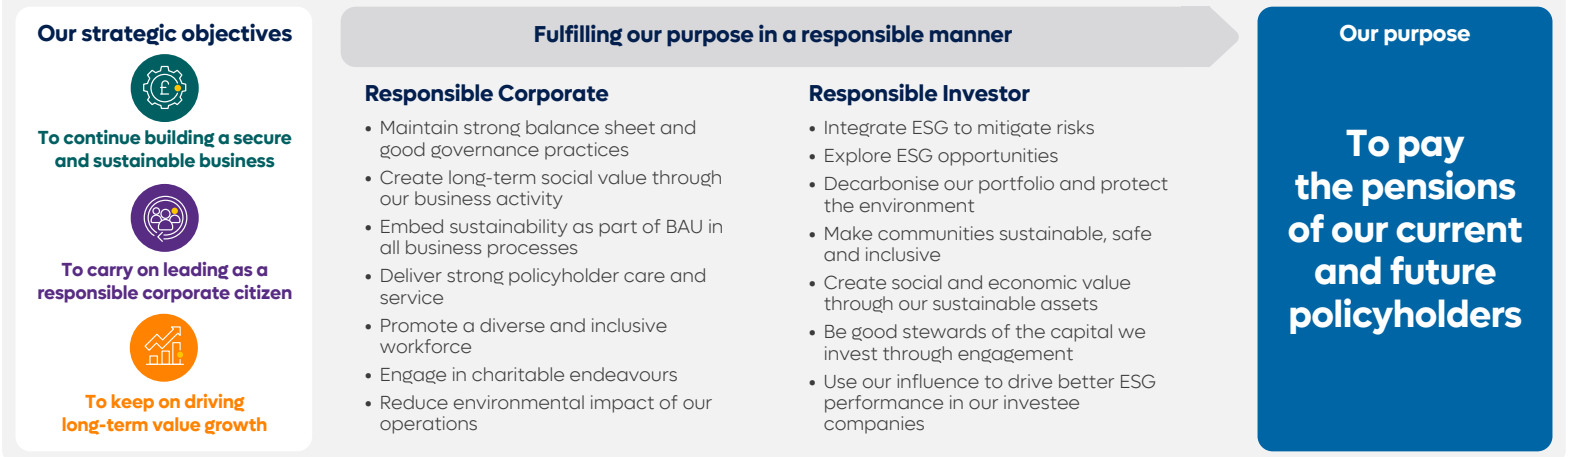 Our strategic objectives
£
To continue building a secure
and sustainable business
To carry on leading as a
responsible corporate citizen
To keep on driving
long-term value growth
Fulfilling our purpose in a responsible manner
Responsible Corporate
• Maintain strong balance sheet and
good governance practices
• Create long-term social value through
our business activity
• Embed sustainability as part of BAU in
all business processes
• Deliver strong policyholder care and
service
• Promote a diverse and inclusive
workforce
• Engage in charitable endeavours
• Reduce environmental impact of our
operations
Responsible Investor
• Integrate ESG to mitigate risks
• Explore ESG opportunities
• Decarbonise our portfolio and protect
the environment
• Make communities sustainable, safe
and inclusive
• Create social and economic value
through our sustainable assets
• Be good stewards of the capital we
invest through engagement
• Use our influence to drive better ESG
performance in our investee
companies
Our purpose
To pay
the pensions
of our current
and future
policyholders